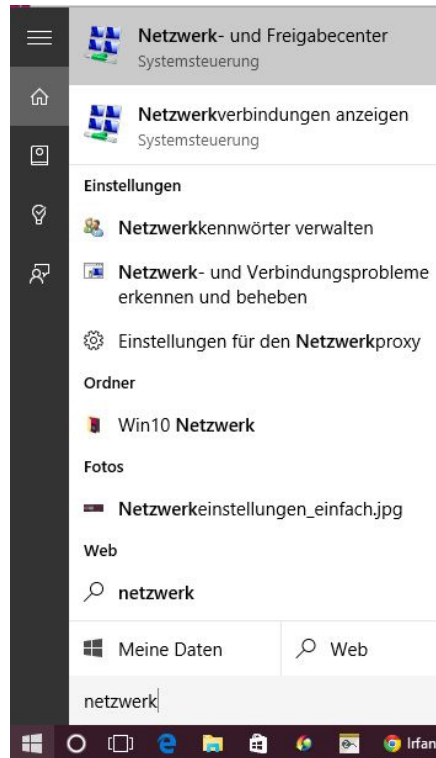 Netzwerk- und Freigabecenter
Systemsteuerung
Netzwerkverbindungen anzeigen
Systemsteuerung
Einstellungen
Netzwerkkennwörter verwalten
Netzwerk- und Verbindungsprobleme
erkennen und beheben
Einstellungen für den Netzwerkproxy
Ordner
Win10 Netzwerk
Fotos
Netzwerkeinstellungen_einfach.jpg
Web
netzwerk
Meine Daten
Web
netzwerk
Irfan